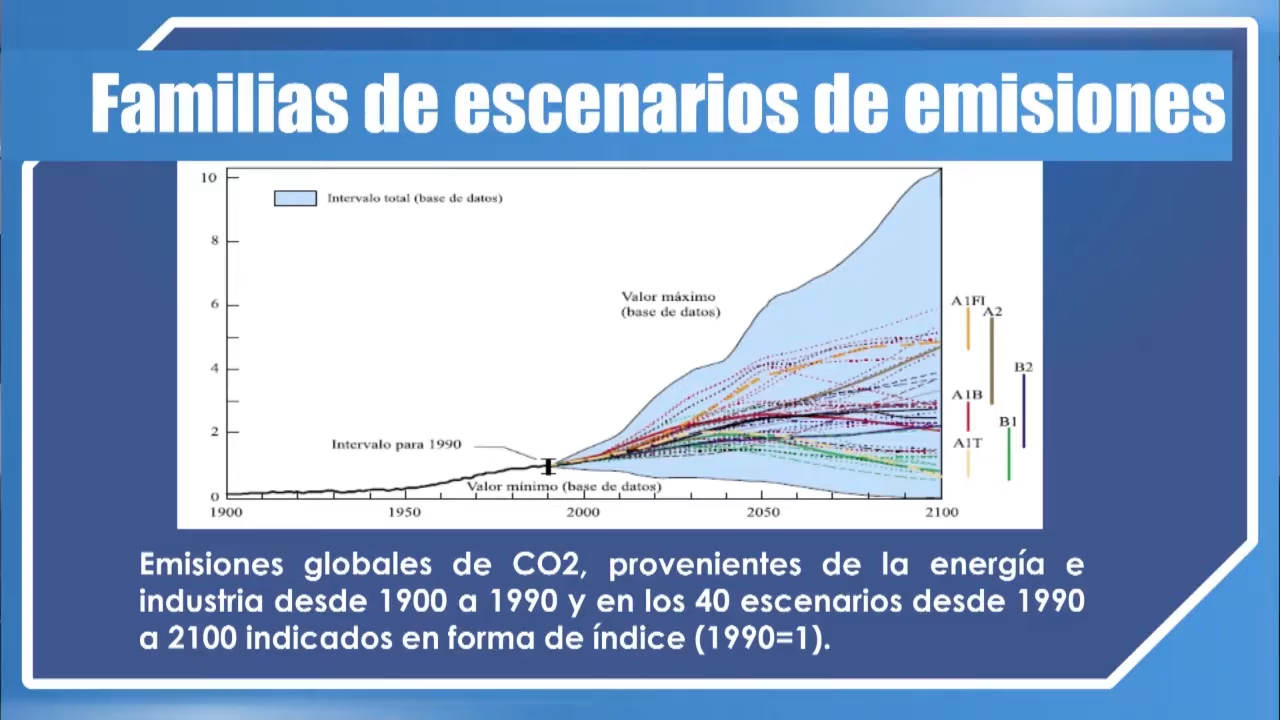 Familias de escenarios de emisiones
10
Intervalo total (base de datos)
8
6
Valor máximo
(base de datos)
A1FI
A2
4
B2
A1B
2
B1
Intervalo para 1990
A1T
Valor mínimo (base de datos)
0
1900
1950
2000
2050
2100
Emisiones globales de CO2, provenientes de la energía e
industria desde 1900 a 1990 y en los 40 escenarios desde 1990
a 2100 indicados en forma de índice (1990=1).